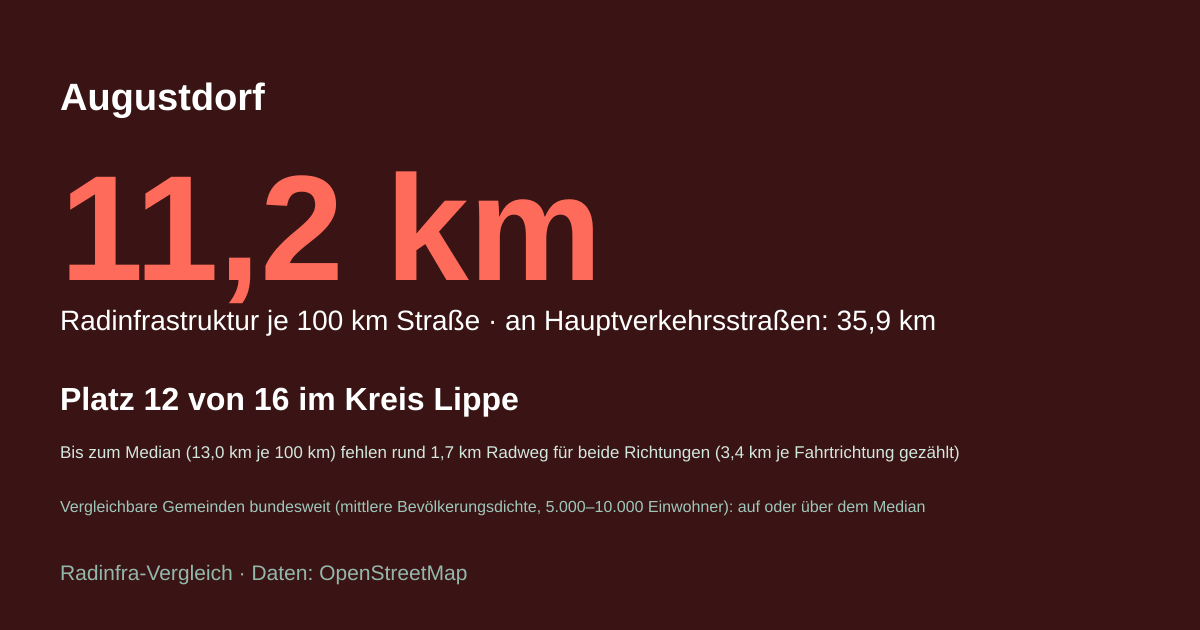 Augustdorf
11,2 km
Radinfrastruktur je 100 km Straße · an Hauptverkehrsstraßen: 35,9 km
Platz 12 von 16 im Kreis Lippe
Bis zum Median (13,0 km je 100 km) fehlen rund 1,7 km Radweg für beide Richtungen (3,4 km je Fahrtrichtung gezählt)
Vergleichbare Gemeinden bundesweit (mittlere Bevölkerungsdichte, 5.000–10.000 Einwohner): auf oder über dem Median
Radinfra-Vergleich · Daten: OpenStreetMap